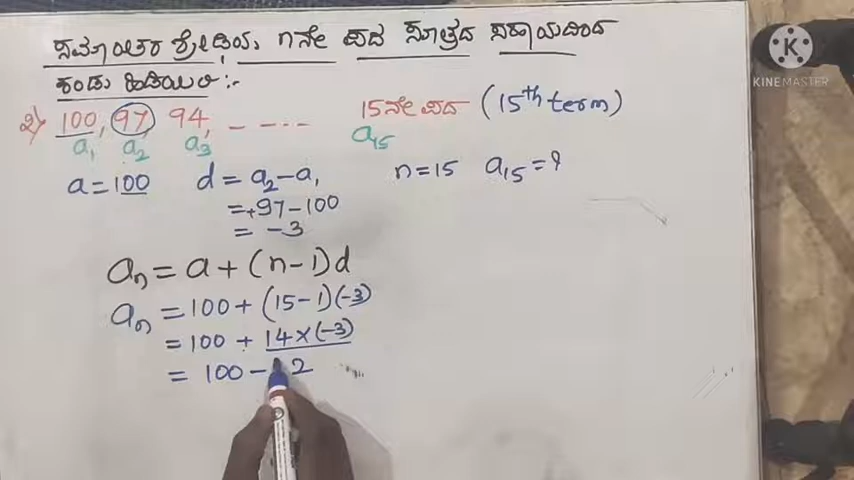 ಸಮಾಂತರ ಶ್ರೇಢಿಯ nನೇ ಪದ ಸೂತ್ರದ ಸಹಾಯದಿಂದ
ಕಂಡು ಹಿಡಿಯಿರಿ:-
2) 100, 97, 94, - - - - 15ನೇ ಪದ (15th term)
a1 a2 a3 a15
a = 100 d = a2 - a1 n = 15 a15 = ?
= +97 - 100
= -3
an = a + (n - 1) d
an = 100 + (15 - 1)(-3)
= 100 + 14 × (-3)
= 100 - 2
KINEMASTER